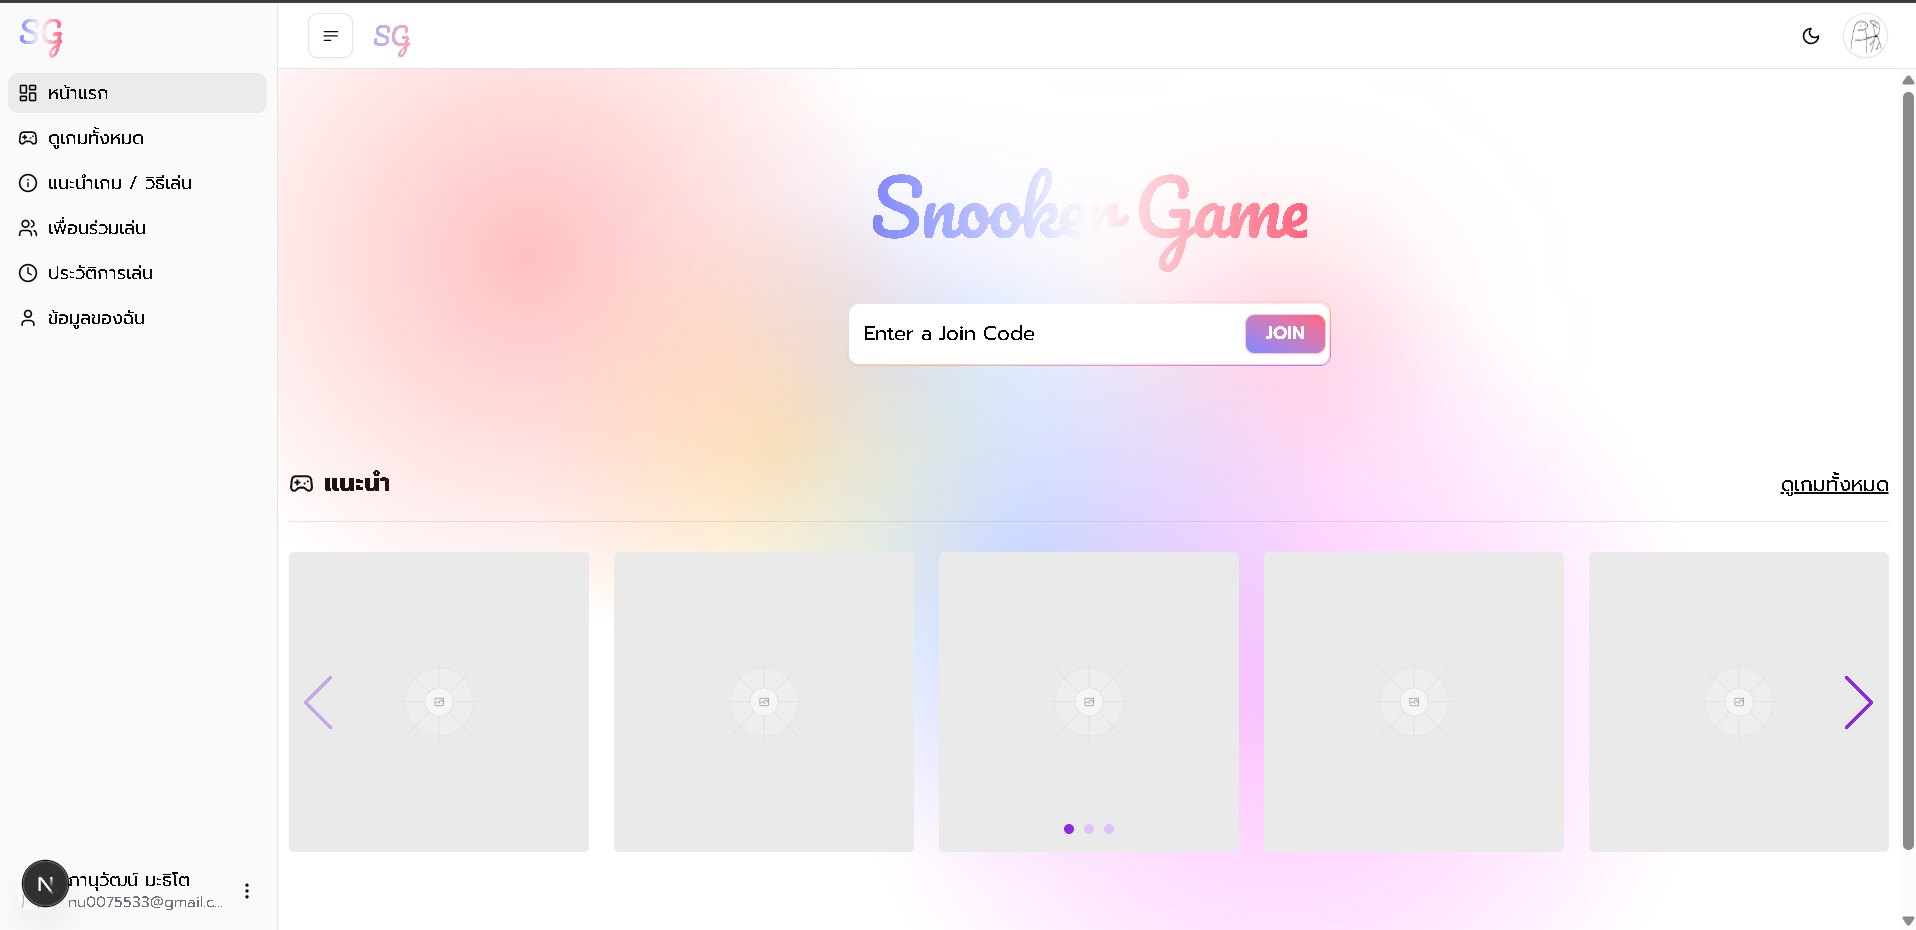 SG
หน้าแรก
ดูเกมทั้งหมด
แนะนำเกม / วิธีเล่น
เพื่อนร่วมเล่น
ประวัติการเล่น
ข้อมูลของฉัน
N
ภานุวัฒน์ มะธิโต
nu0075533@gmail.c...
SG
Snooker Game
Enter a Join Code
JOIN
แนะนำ
ดูเกมทั้งหมด